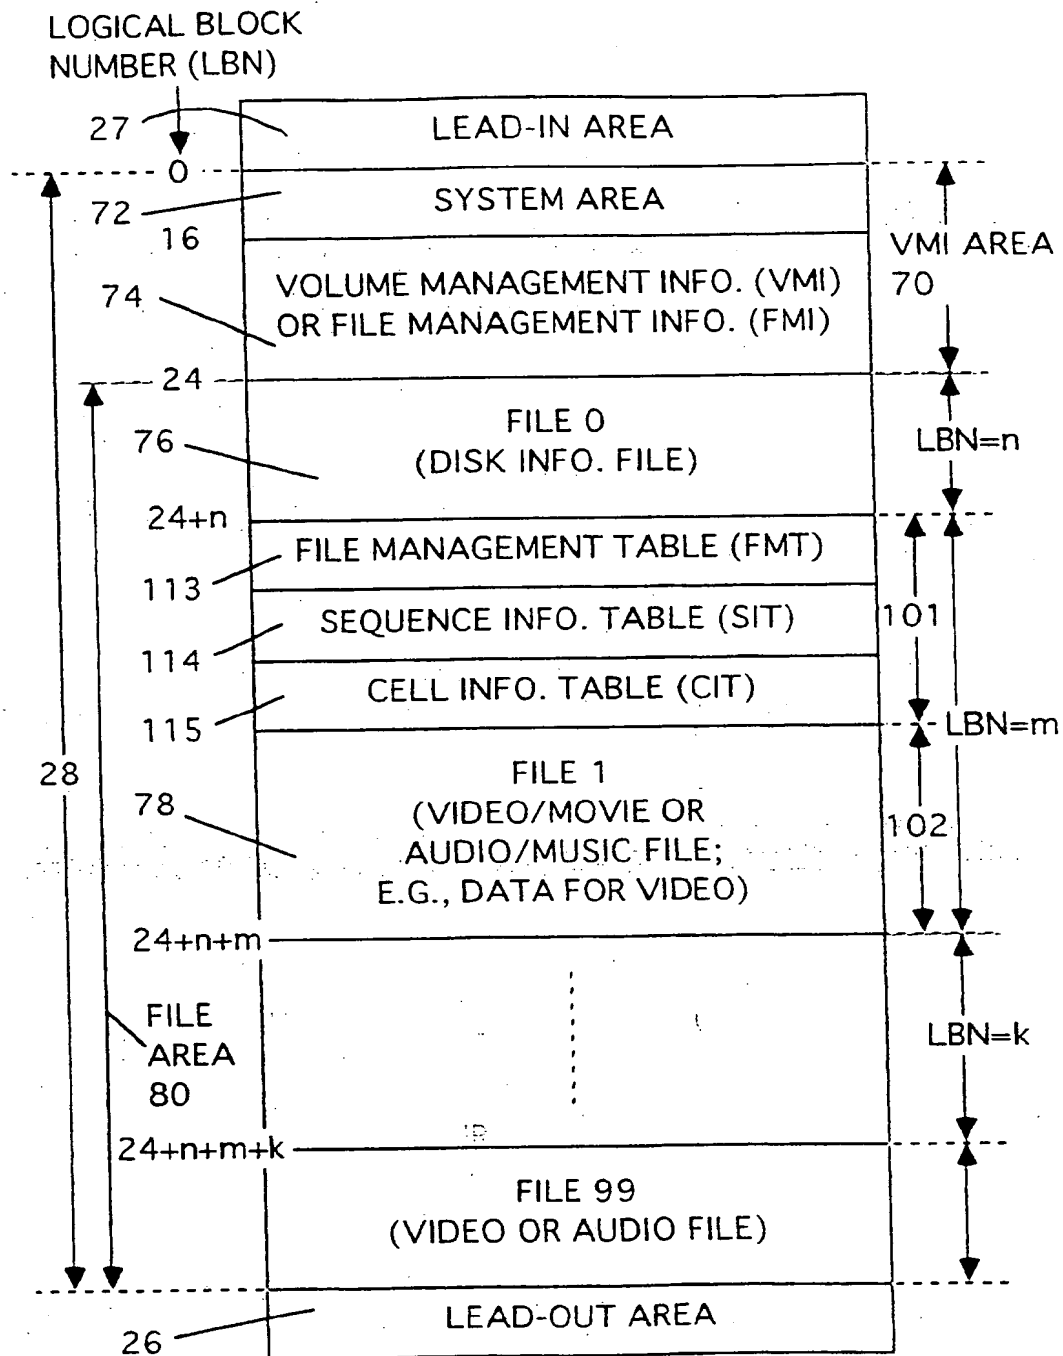 LOGICAL BLOCK
NUMBER (LBN)
27
LEAD-IN AREA
0
72
SYSTEM AREA
16
VMI AREA
70
74
VOLUME MANAGEMENT INFO. (VMI)
OR FILE MANAGEMENT INFO. (FMI)
24
76
FILE 0
(DISK INFO. FILE)
LBN=n
24+n
FILE MANAGEMENT TABLE (FMT)
113
SEQUENCE INFO. TABLE (SIT)
101
114
CELL INFO. TABLE (CIT)
115
LBN=m
28
78
FILE 1
(VIDEO/MOVIE OR
AUDIO/MUSIC FILE;
E.G., DATA FOR VIDEO)
102
24+n+m
FILE
AREA
80
LBN=k
24+n+m+k
FILE 99
(VIDEO OR AUDIO FILE)
LEAD-OUT AREA
26